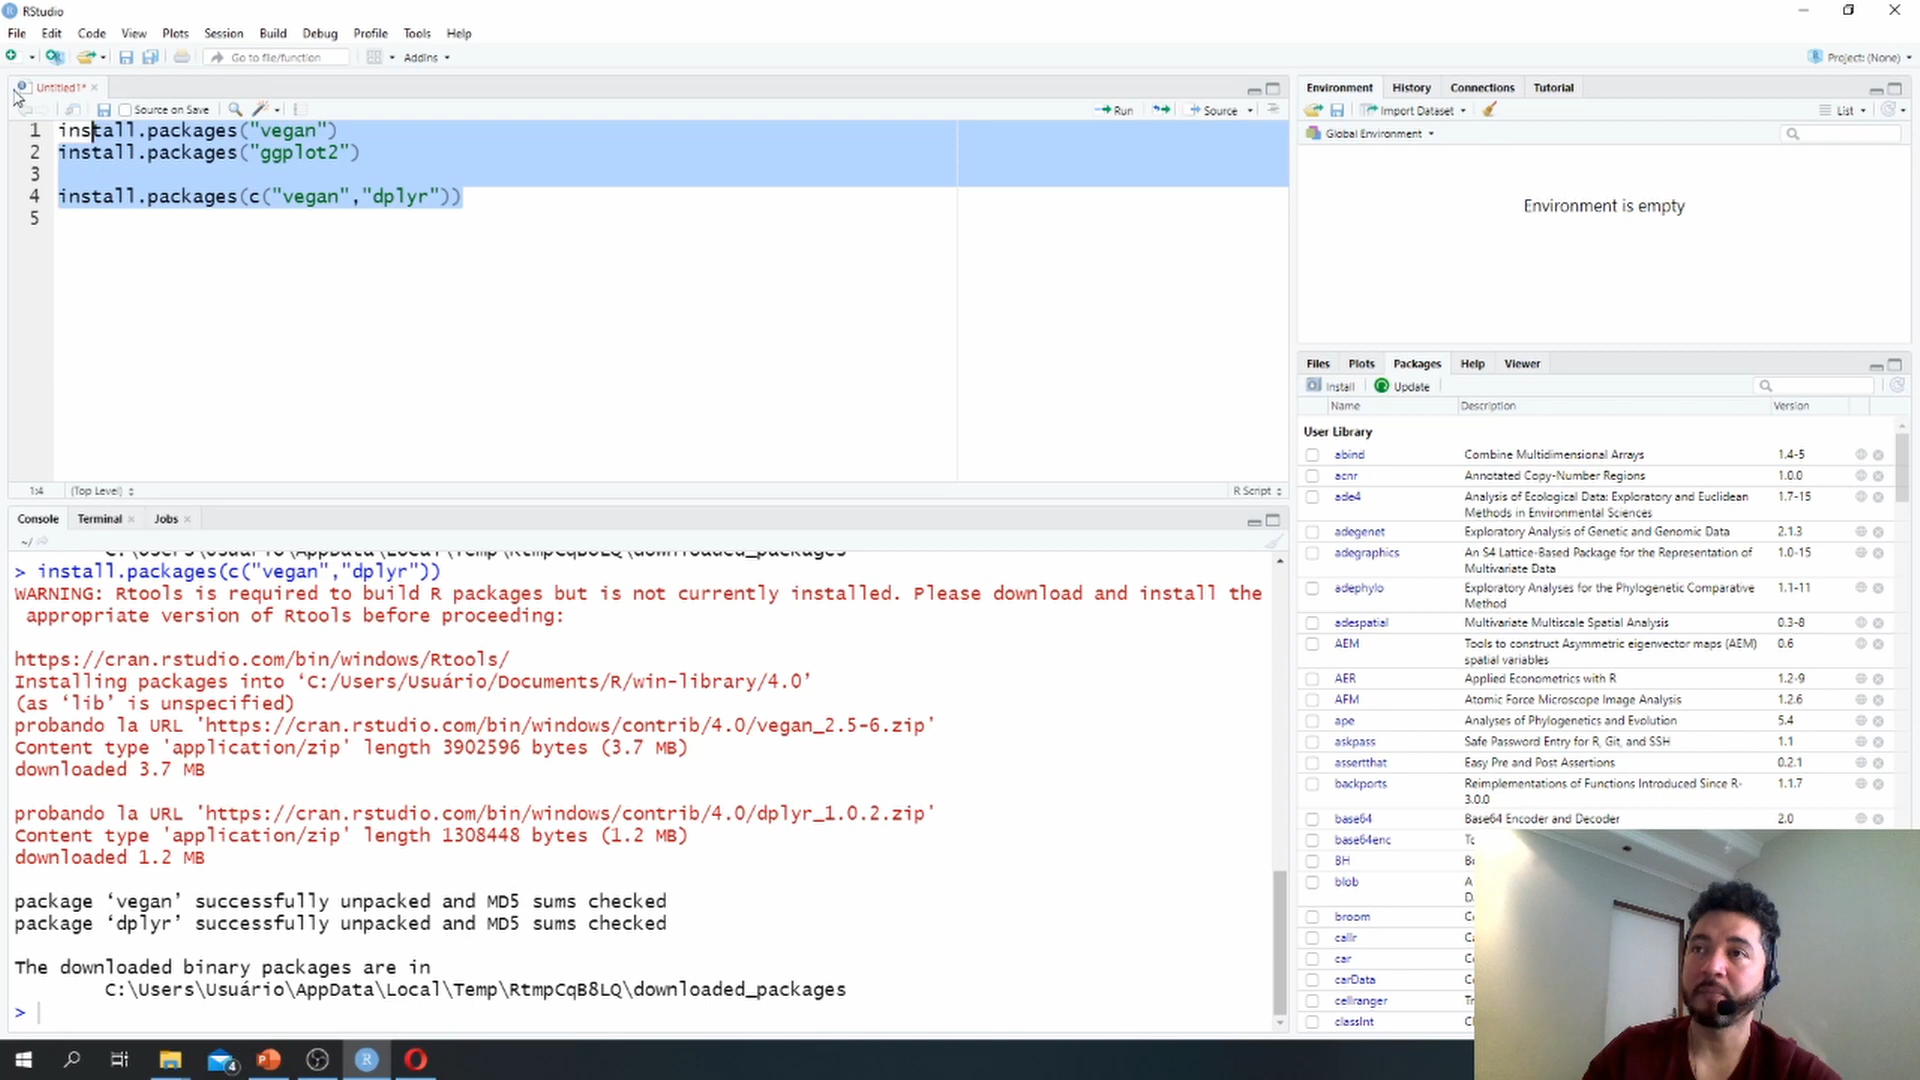 RStudio
File Edit Code View Plots Session Build Debug Profile Tools Help
Go to file/function Addins Project: (None)
Untitled1*
Source on Save Run Source
1 install.packages("vegan")
2 install.packages("ggplot2")
3
4 install.packages(c("vegan","dplyr"))
5
1:4 (Top Level) R Script
Console Terminal Jobs
~/
C:\Users\Usuário\AppData\Local\Temp\RtmpCqB8LQ\downloaded_packages
> install.packages(c("vegan","dplyr"))
WARNING: Rtools is required to build R packages but is not currently installed. Please download and install the
appropriate version of Rtools before proceeding:
https://cran.rstudio.com/bin/windows/Rtools/
Installing packages into ‘C:/Users/Usuário/Documents/R/win-library/4.0’
(as ‘lib’ is unspecified)
probando la URL 'https://cran.rstudio.com/bin/windows/contrib/4.0/vegan_2.5-6.zip'
Content type 'application/zip' length 3902596 bytes (3.7 MB)
downloaded 3.7 MB
probando la URL 'https://cran.rstudio.com/bin/windows/contrib/4.0/dplyr_1.0.2.zip'
Content type 'application/zip' length 1308448 bytes (1.2 MB)
downloaded 1.2 MB
package ‘vegan’ successfully unpacked and MD5 sums checked
package ‘dplyr’ successfully unpacked and MD5 sums checked
The downloaded binary packages are in
C:\Users\Usuário\AppData\Local\Temp\RtmpCqB8LQ\downloaded_packages
>
Environment History Connections Tutorial
Import Dataset List
Global Environment
Environment is empty
Files Plots Packages Help Viewer
Install Update
Name Description Version
User Library
abind Combine Multidimensional Arrays 1.4-5
acnr Annotated Copy-Number Regions 1.0.0
ade4 Analysis of Ecological Data: Exploratory and Euclidean 1.7-15
Methods in Environmental Sciences
adegenet Exploratory Analysis of Genetic and Genomic Data 2.1.3
adegraphics An S4 Lattice-Based Package for the Representation of 1.0-15
Multivariate Data
adephylo Exploratory Analyses for the Phylogenetic Comparative 1.1-11
Method
adespatial Multivariate Multiscale Spatial Analysis 0.3-8
AEM Tools to construct Asymmetric eigenvector maps (AEM) 0.6
spatial variables
AER Applied Econometrics with R 1.2-9
AFM Atomic Force Microscope Image Analysis 1.2.6
ape Analyses of Phylogenetics and Evolution 5.4
askpass Safe Password Entry for R, Git, and SSH 1.1
assertthat Easy Pre and Post Assertions 0.2.1
backports Reimplementations of Functions Introduced Since R- 1.1.7
3.0.0
base64 Base64 Encoder and Decoder 2.0
base64enc
BH
blob
broom
callr
car
carData
cellranger
classInt
4